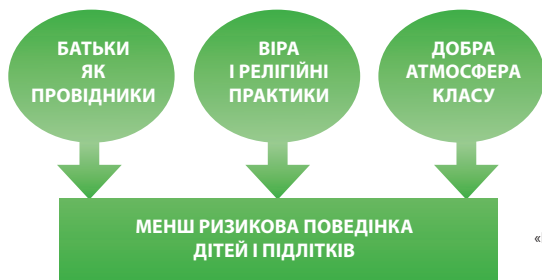 БАТЬКИ
ЯК
ПРОВІДНИКИ
ВІРА
І РЕЛІГІЙНІ
ПРАКТИКИ
ДОБРА
АТМОСФЕРА
КЛАСУ
МЕНШ РИЗИКОВА ПОВЕДІНКА
ДІТЕЙ І ПІДЛІТКІВ
«